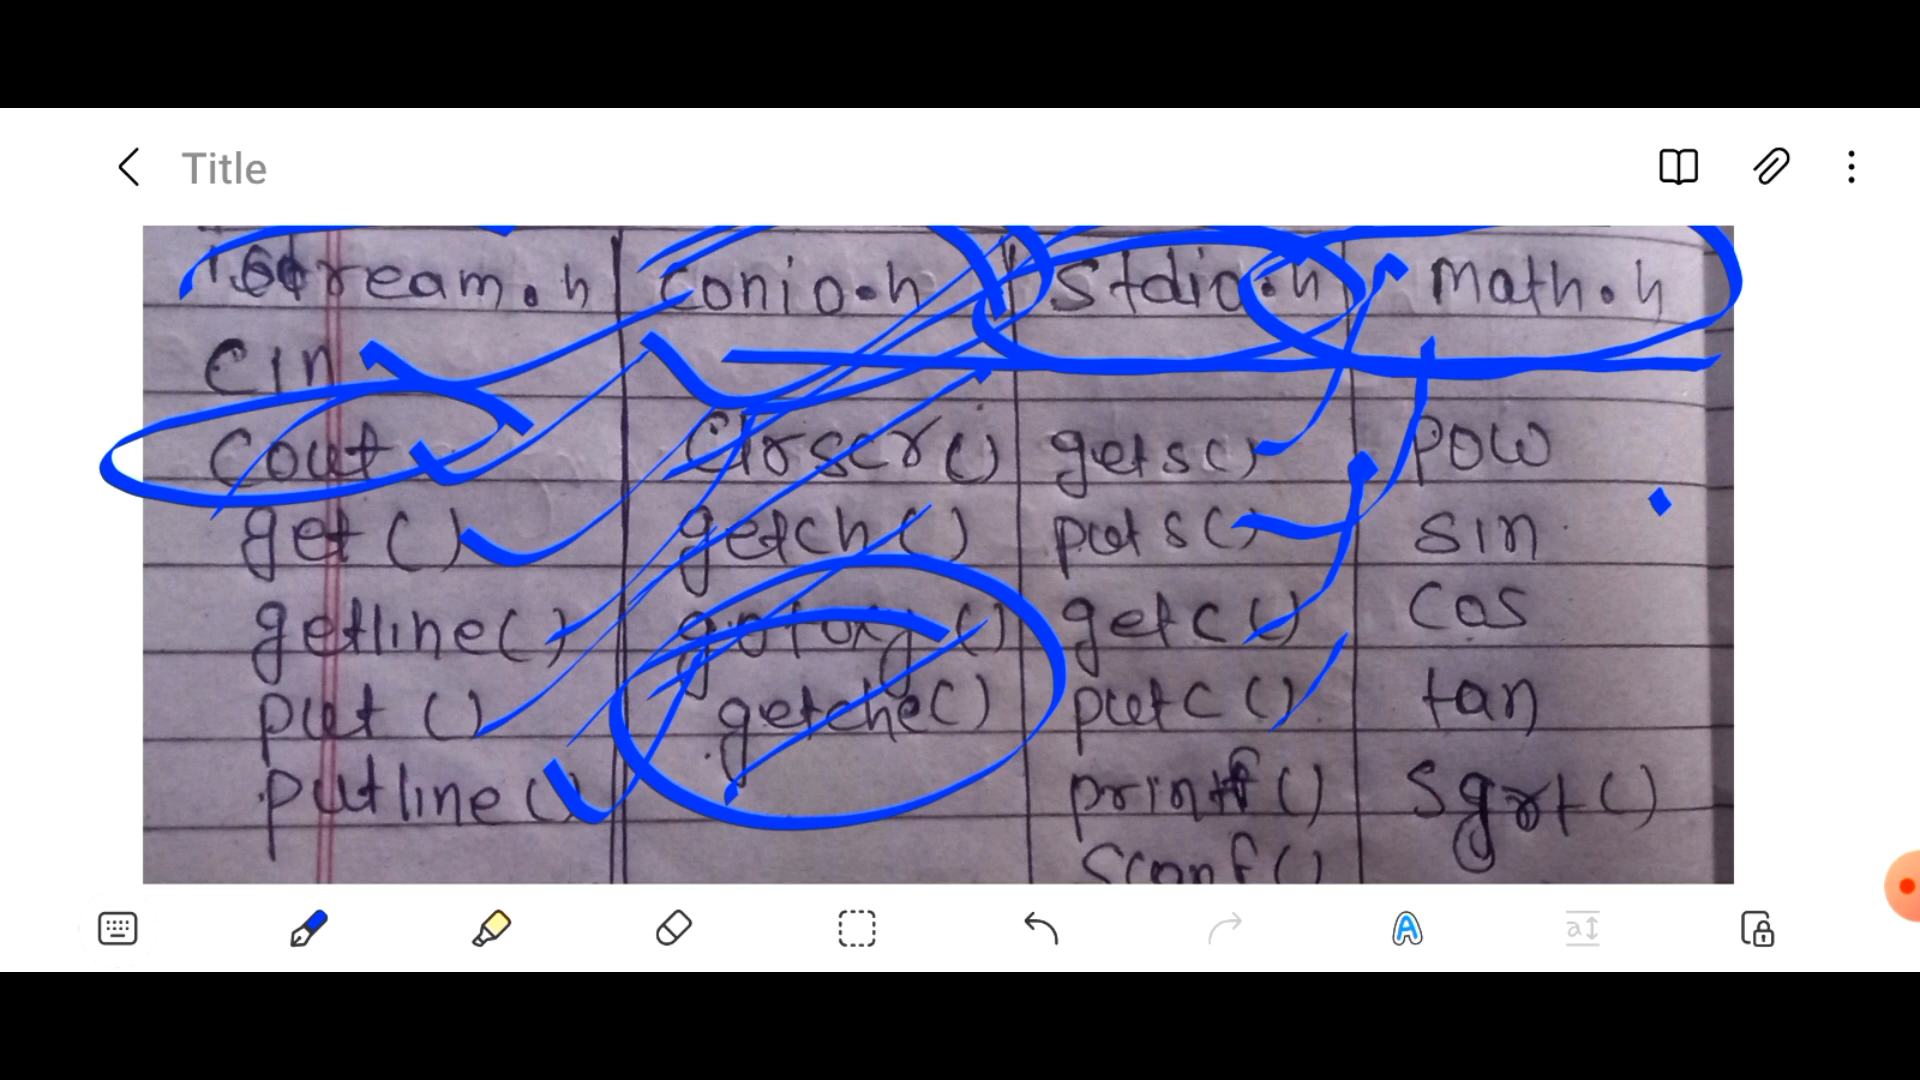 Title
iostream.h conio.h stdio.h math.h
cin
cout clrscr() gets() pow
get() getch() puts() sin
getline() gotoxy() getc() cos
put() getche() putc() tan
putline() printf() sqrt()
scanf()